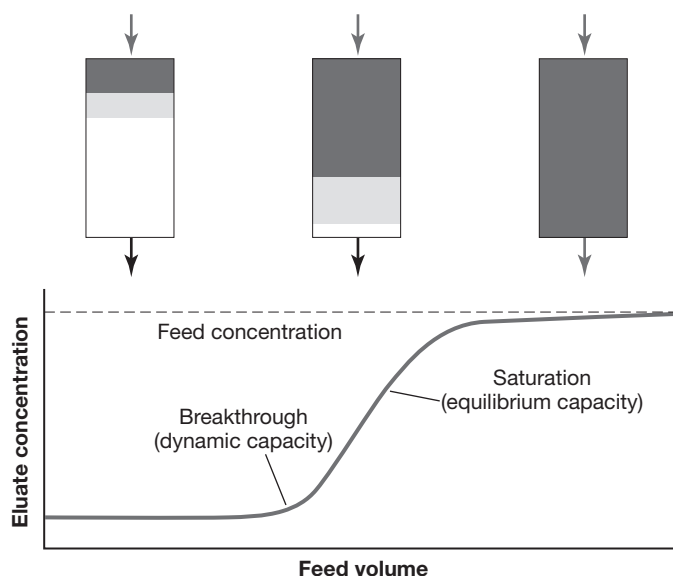 Feed concentration
Saturation
(equilibrium capacity)
Breakthrough
(dynamic capacity)
Eluate concentration
Feed volume